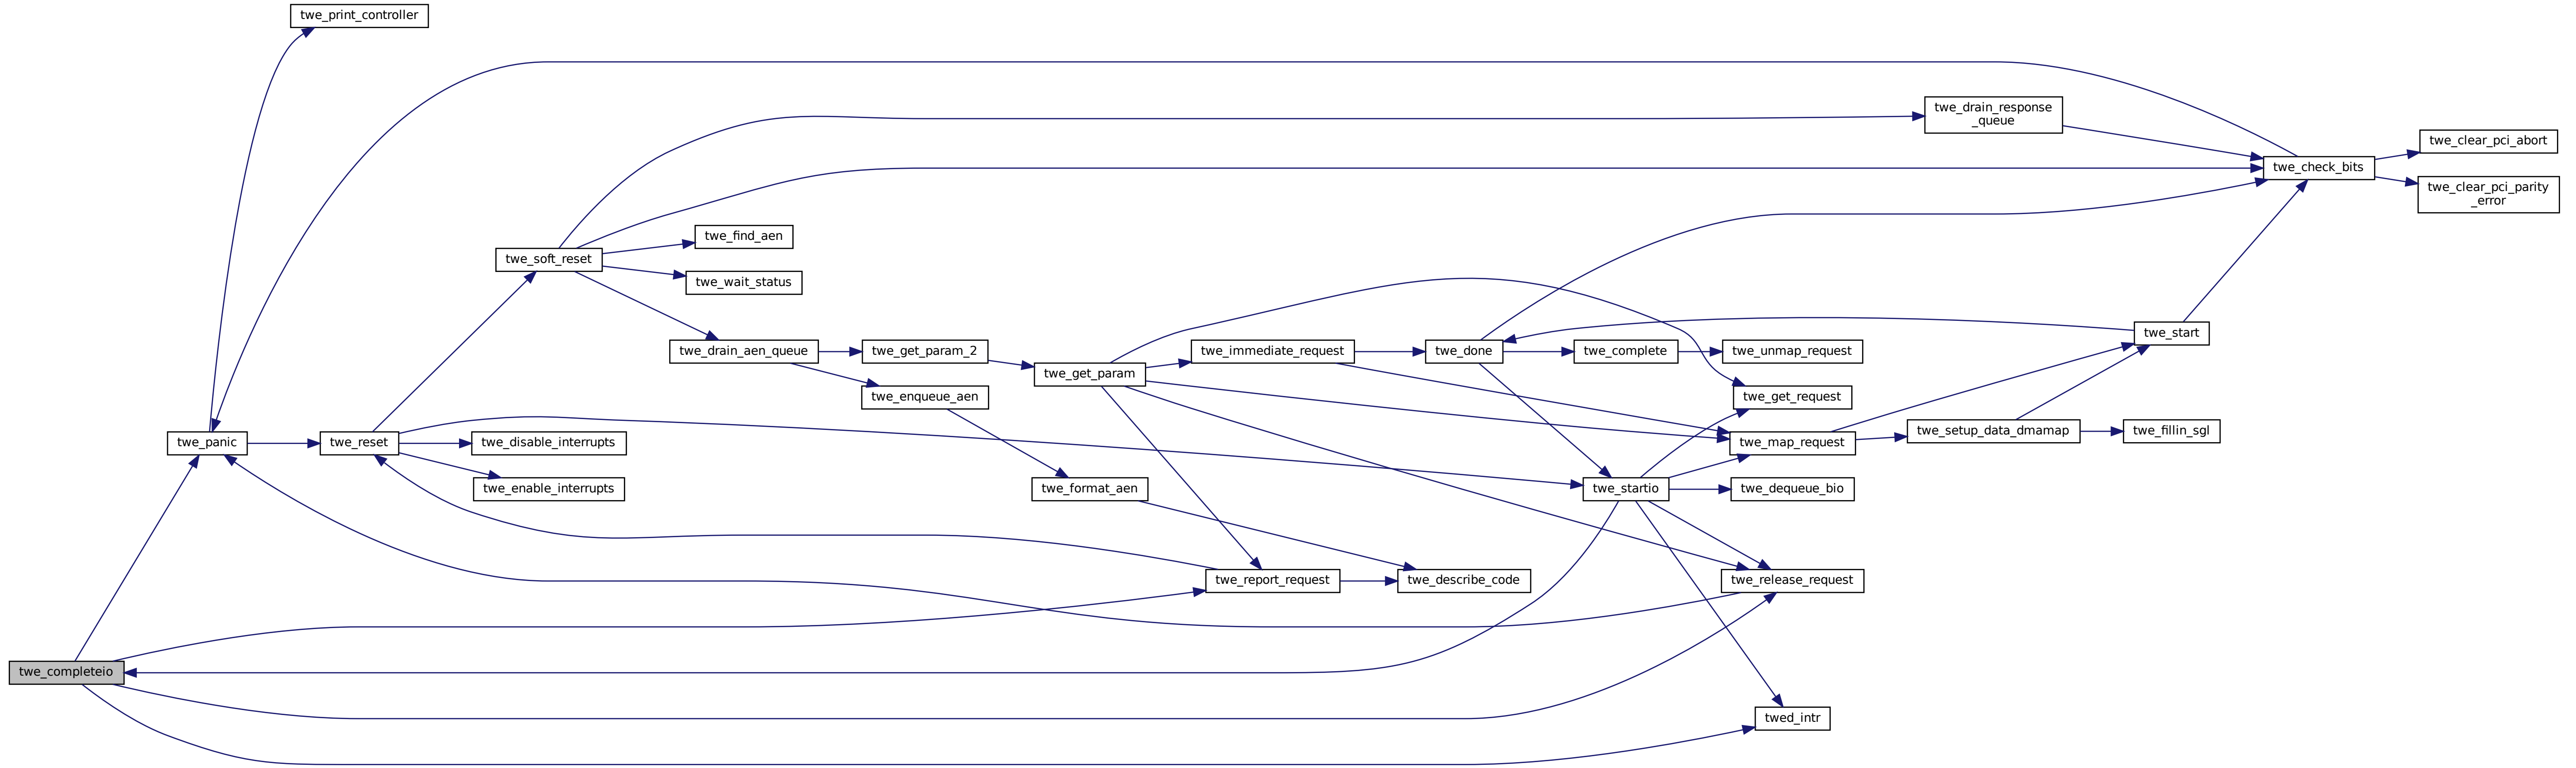 twe_print_controller
twe_drain_response
_queue
twe_clear_pci_abort
twe_check_bits
twe_clear_pci_parity
_error
twe_find_aen
twe_soft_reset
twe_wait_status
twe_start
twe_drain_aen_queue
twe_get_param_2
twe_immediate_request
twe_done
twe_complete
twe_unmap_request
twe_get_param
twe_enqueue_aen
twe_get_request
twe_panic
twe_reset
twe_disable_interrupts
twe_map_request
twe_setup_data_dmamap
twe_fillin_sgl
twe_enable_interrupts
twe_format_aen
twe_startio
twe_dequeue_bio
twe_report_request
twe_describe_code
twe_release_request
twe_completeio
twed_intr